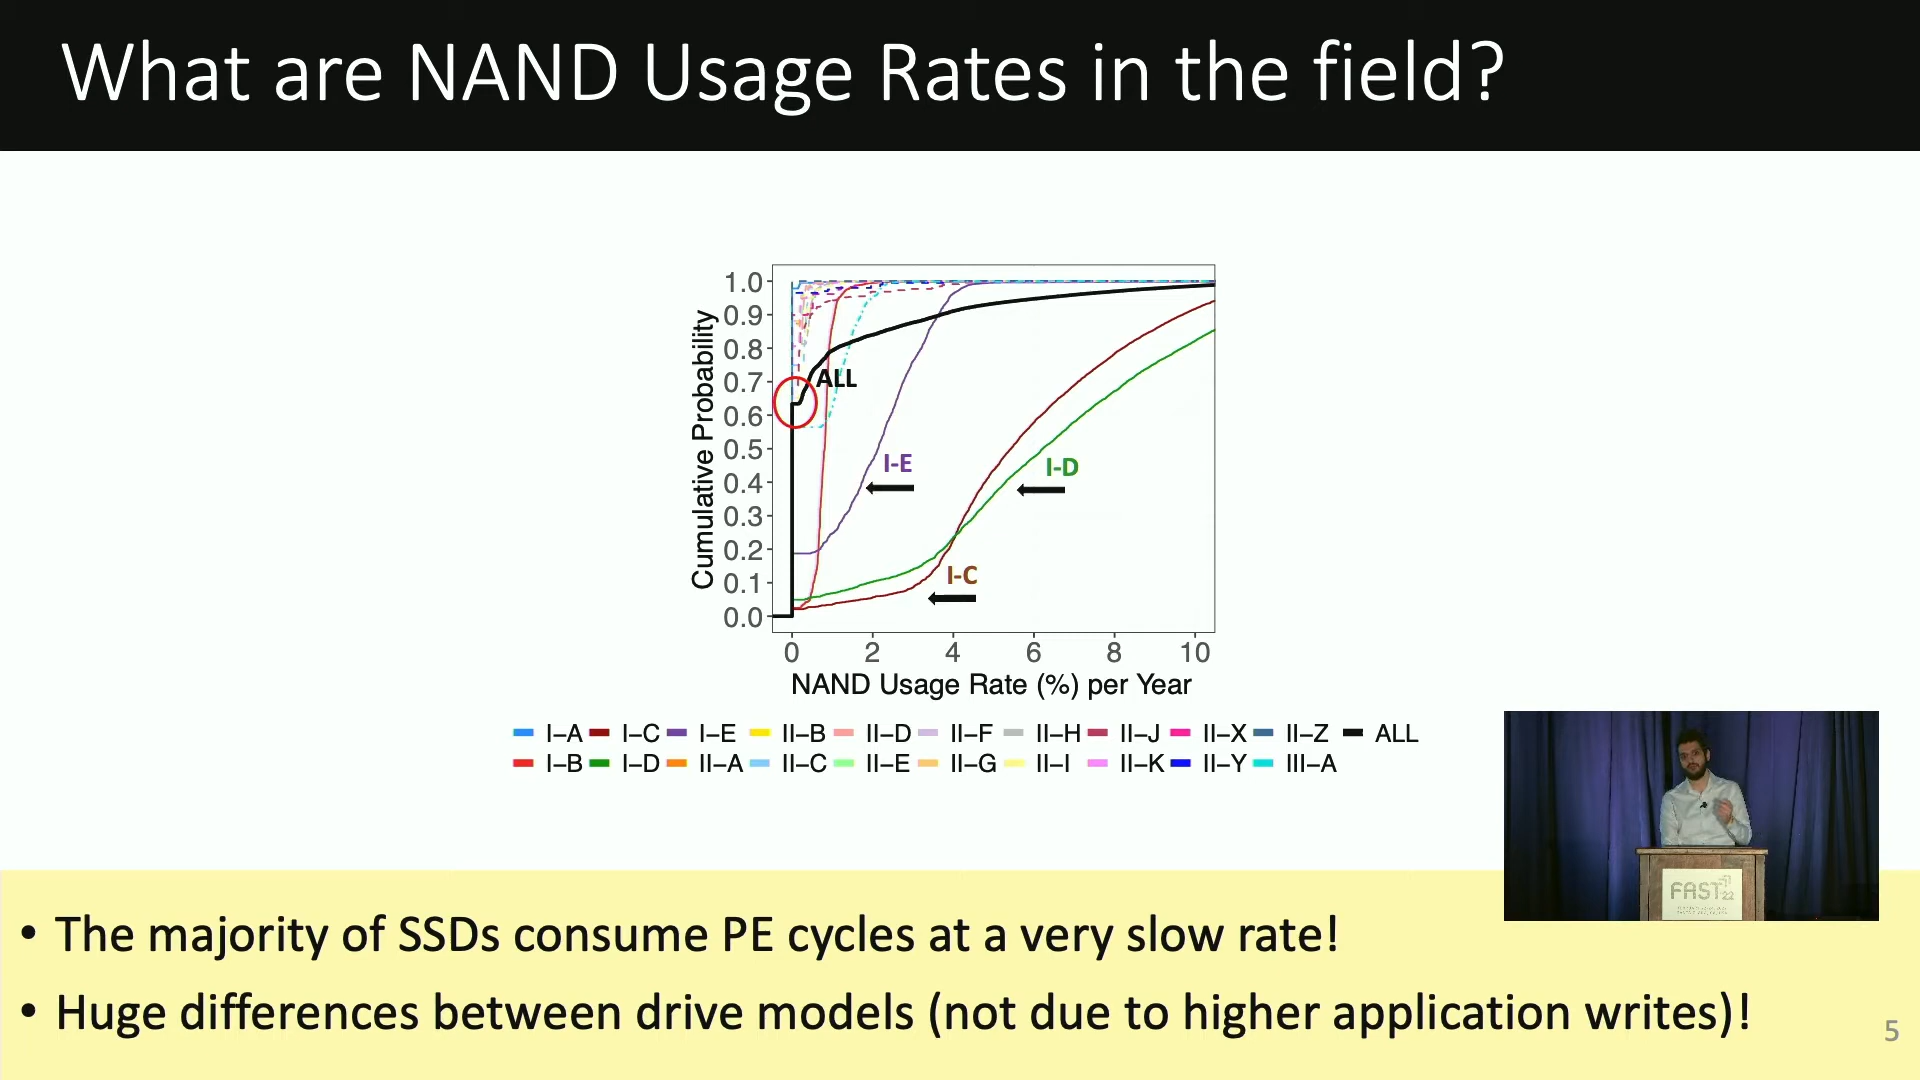 What are NAND Usage Rates in the field?
Cumulative Probability
1.0
0.9
0.8
0.7
0.6
0.5
0.4
0.3
0.2
0.1
0.0
ALL
I-E
I-D
I-C
0 2 4 6 8 10
NAND Usage Rate (%) per Year
I–A I–C I–E II–B II–D II–F II–H II–J II–X II–Z ALL
I–B I–D II–A II–C II–E II–G II–I II–K II–Y III–A
FAST 22
• The majority of SSDs consume PE cycles at a very slow rate!
• Huge differences between drive models (not due to higher application writes)!
5